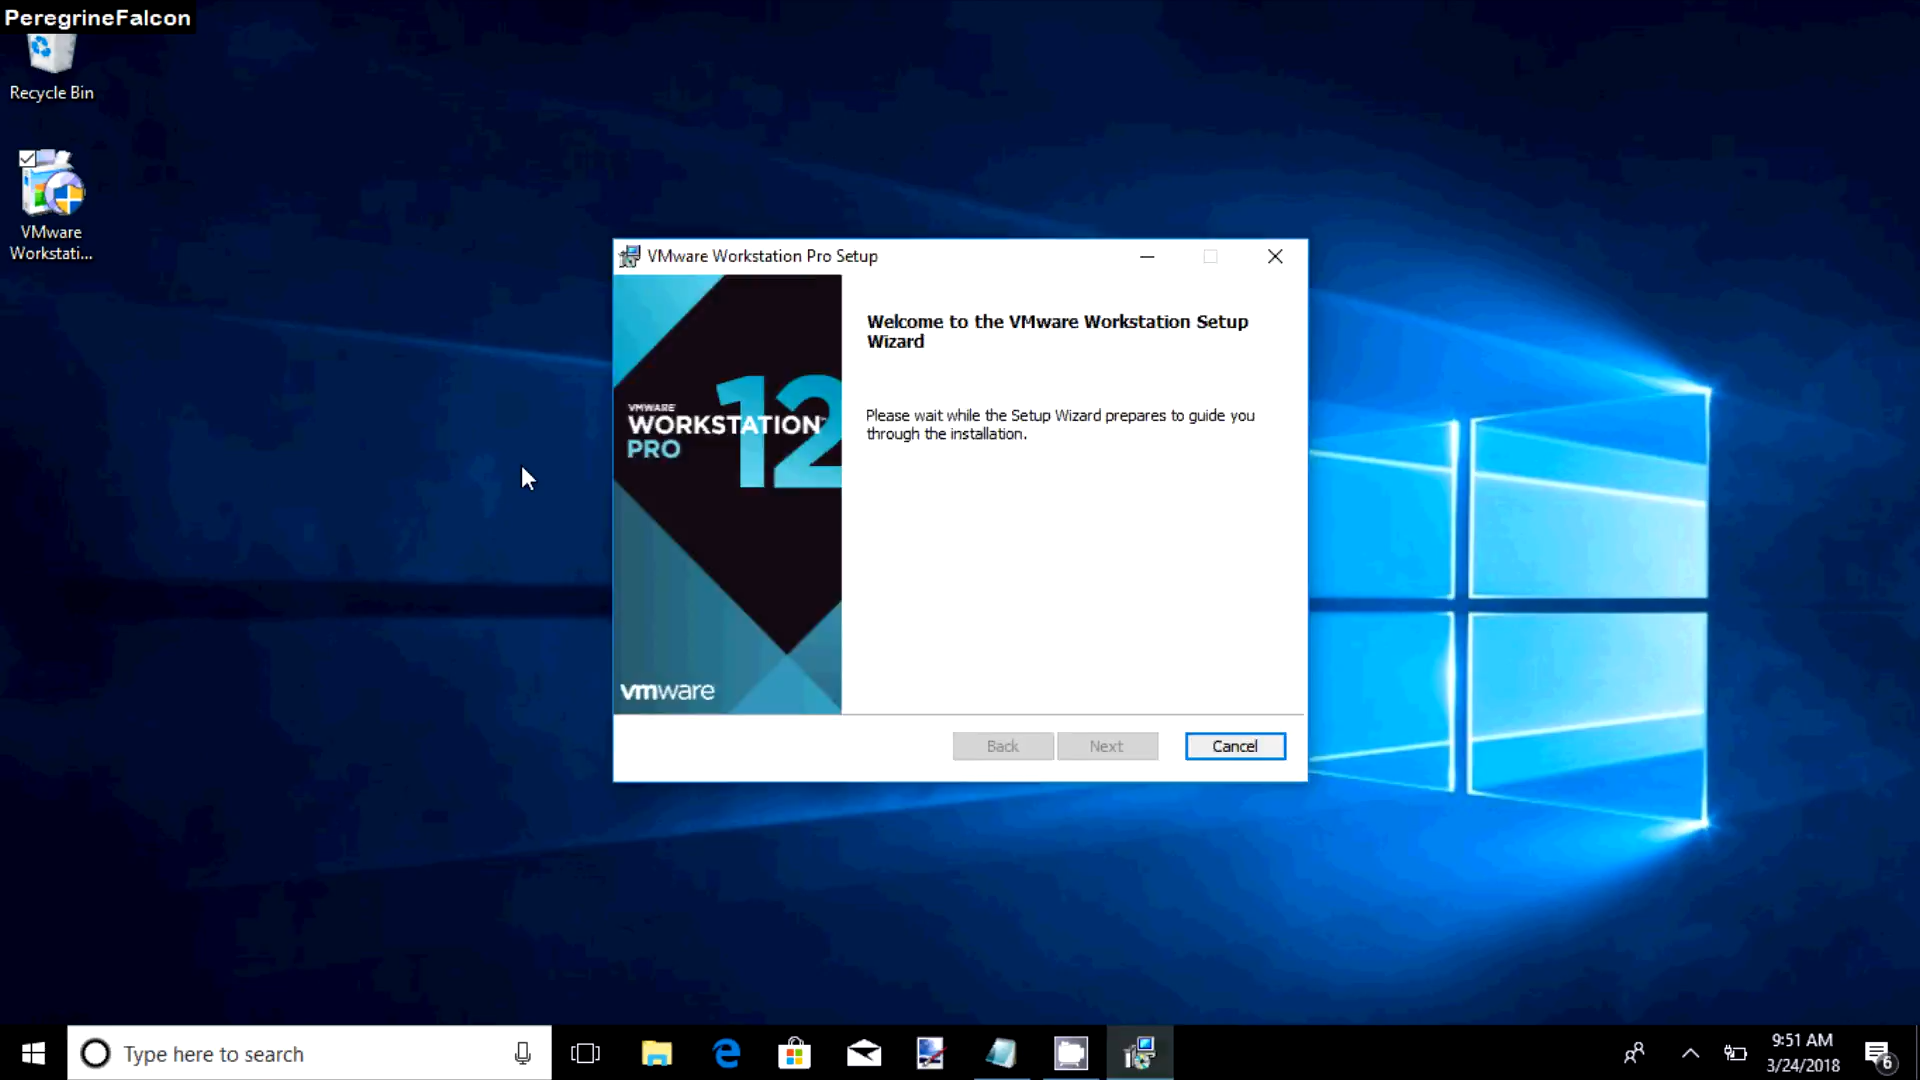 PeregrineFalcon
Recycle Bin
VMware
Workstati...
VMware Workstation Pro Setup
Welcome to the VMware Workstation Setup
Wizard
Please wait while the Setup Wizard prepares to guide you
through the installation.
12
VMWARE
WORKSTATION™
PRO
vmware
Back
Next
Cancel
Type here to search
9:51 AM
3/24/2018
6